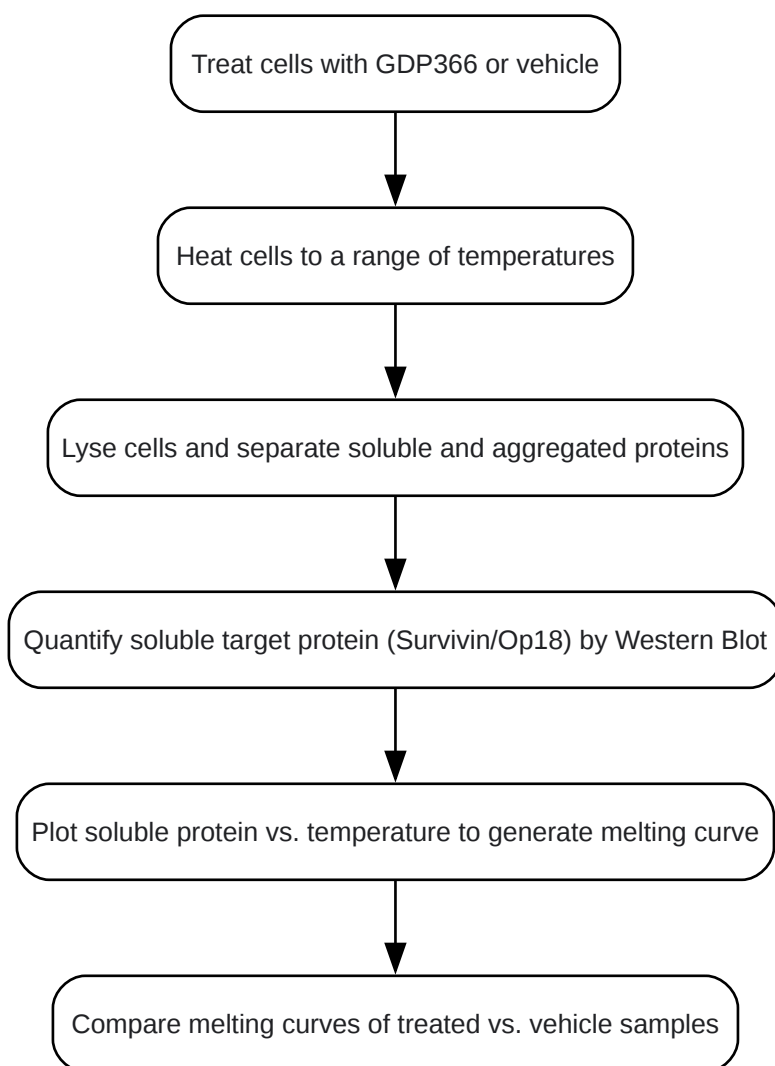 Treat cells with GDP366 or vehicle
Heat cells to a range of temperatures
Lyse cells and separate soluble and aggregated proteins
Quantify soluble target protein (Survivin/Op18) by Western Blot
Plot soluble protein vs. temperature to generate melting curve
Compare melting curves of treated vs. vehicle samples